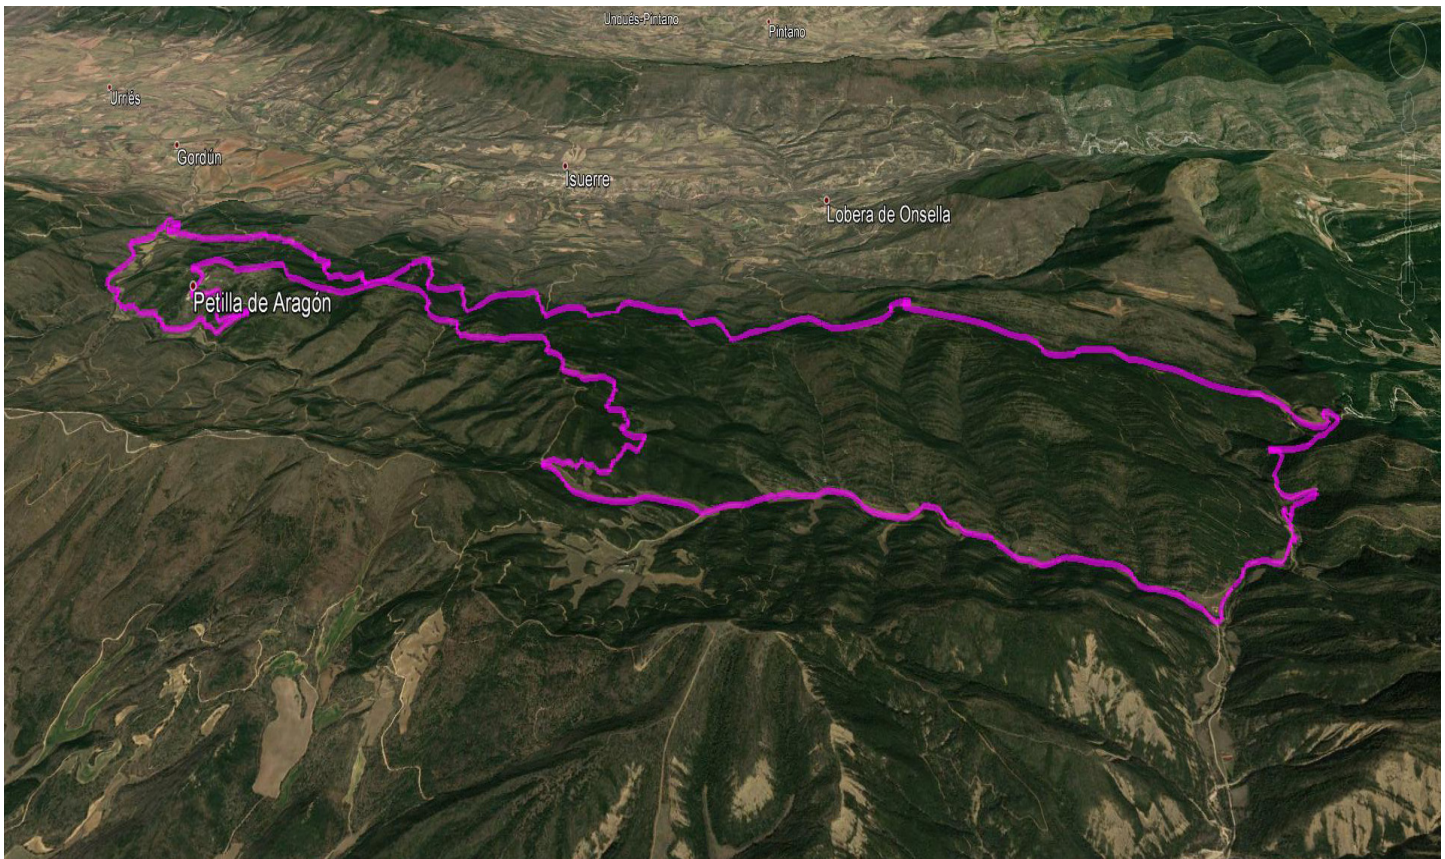 Undués-Pintano
Pintano
Urriés
Gordún
Isuerre
Lobera de Onsella
Petilla de Aragón